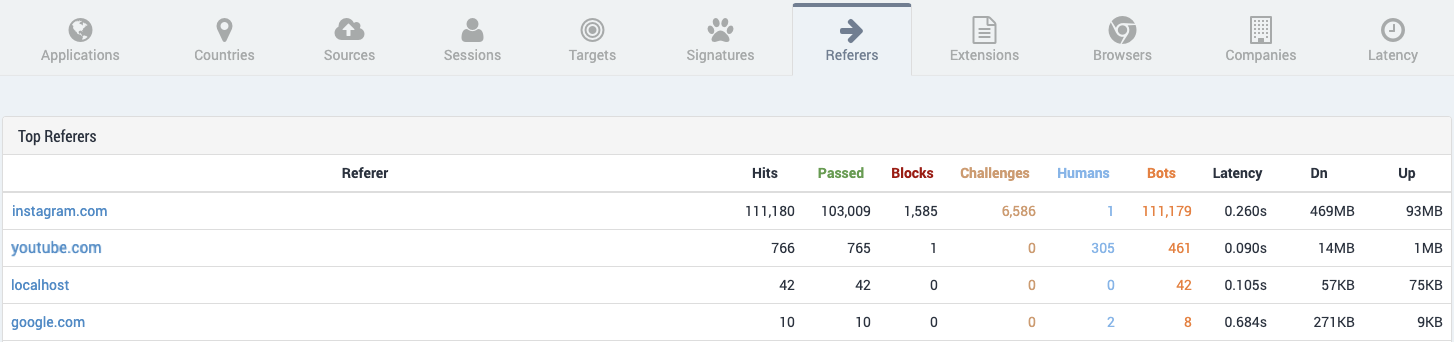 Applications Countries Sources Sessions Targets Signatures Referers Extensions Browsers Companies Latency
Top Referers
Referer Hits Passed Blocks Challenges Humans Bots Latency Dn Up
instagram.com 111,180 103,009 1,585 6,586 1 111,179 0.260s 469MB 93MB
youtube.com 766 765 1 0 305 461 0.090s 14MB 1MB
localhost 42 42 0 0 0 42 0.105s 57KB 75KB
google.com 10 10 0 0 2 8 0.684s 271KB 9KB